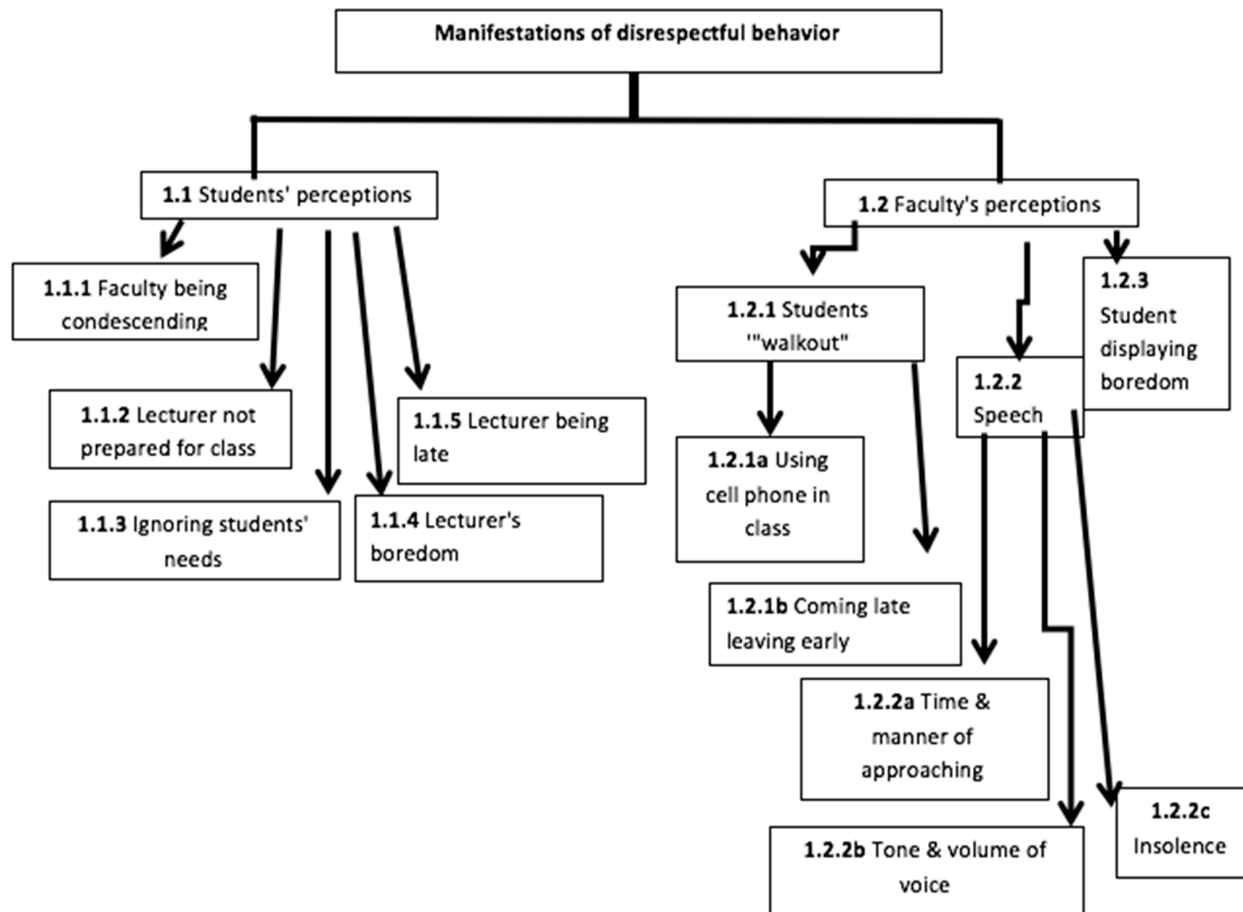 Manifestations of disrespectful behavior
1.1 Students' perceptions
1.2 Faculty's perceptions
1.1.1 Faculty being
condescending
1.1.2 Lecturer not
prepared for class
1.1.3 Ignoring students'
needs
1.1.4 Lecturer's
boredom
1.1.5 Lecturer being
late
1.2.1 Students
'"walkout"
1.2.1a Using
cell phone in
class
1.2.1b Coming late
leaving early
1.2.2
Speech
1.2.2a Time &
manner of
approaching
1.2.2b Tone & volume of
voice
1.2.2c
Insolence
1.2.3
Student
displaying
boredom